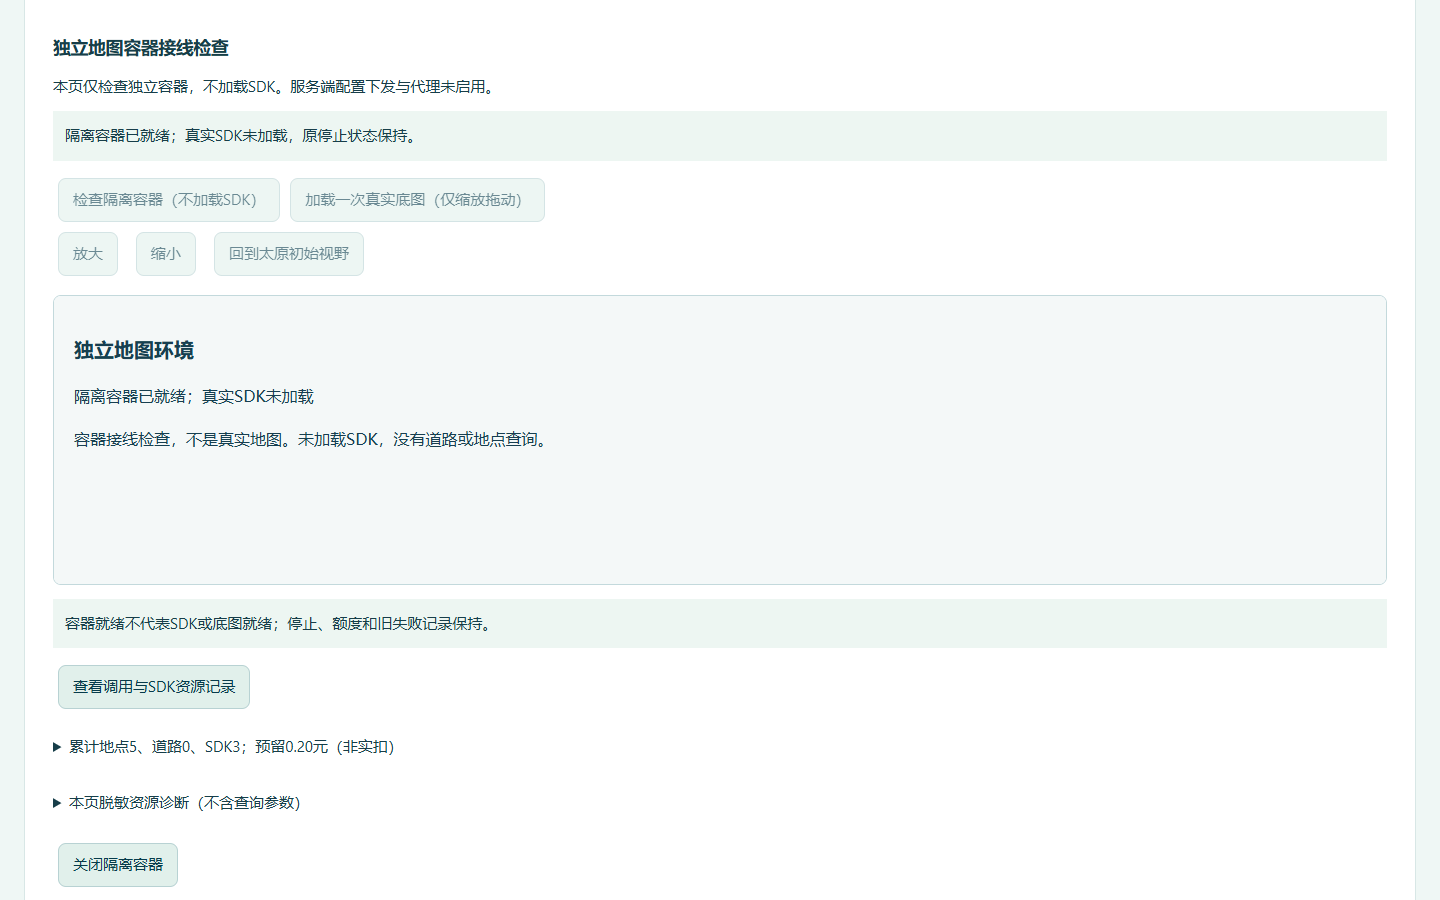 独立地图容器接线检查
本页仅检查独立容器，不加载SDK。服务端配置下发与代理未启用。
隔离容器已就绪；真实SDK未加载，原停止状态保持。
检查隔离容器（不加载SDK） 加载一次真实底图（仅缩放拖动）
放大 缩小 回到太原初始视野
独立地图环境
隔离容器已就绪；真实SDK未加载
容器接线检查，不是真实地图。未加载SDK，没有道路或地点查询。
容器就绪不代表SDK或底图就绪；停止、额度和旧失败记录保持。
查看调用与SDK资源记录
▶ 累计地点5、道路0、SDK3；预留0.20元（非实扣）
▶ 本页脱敏资源诊断（不含查询参数）
关闭隔离容器